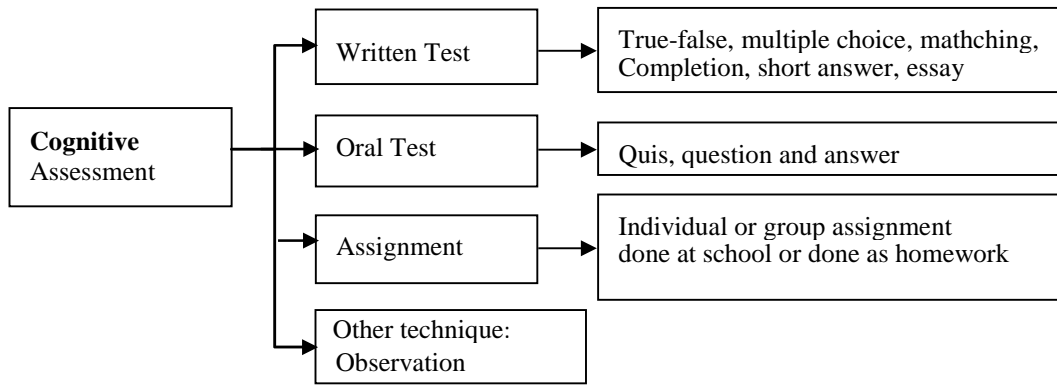 Cognitive
Assessment
Written Test
True-false, multiple choice, mathching,
Completion, short answer, essay
Oral Test
Quis, question and answer
Assignment
Individual or group assignment
done at school or done as homework
Other technique:
Observation